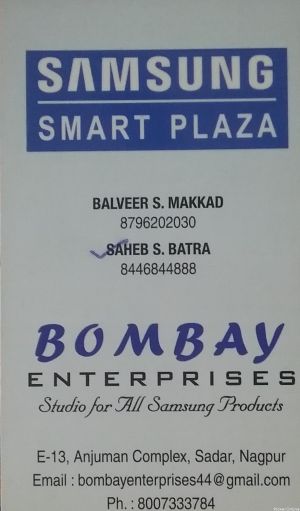 SAMSUNG
SMART PLAZA
BALVEER S. MAKKAD
8796202030
SAHEB S. BATRA
8446844888
BOMBAY
ENTERPRISES
Studio for All Samsung Products
E-13, Anjuman Complex, Sadar, Nagpur
Email : bombayenterprises44@gmail.com
Ph. : 8007333784